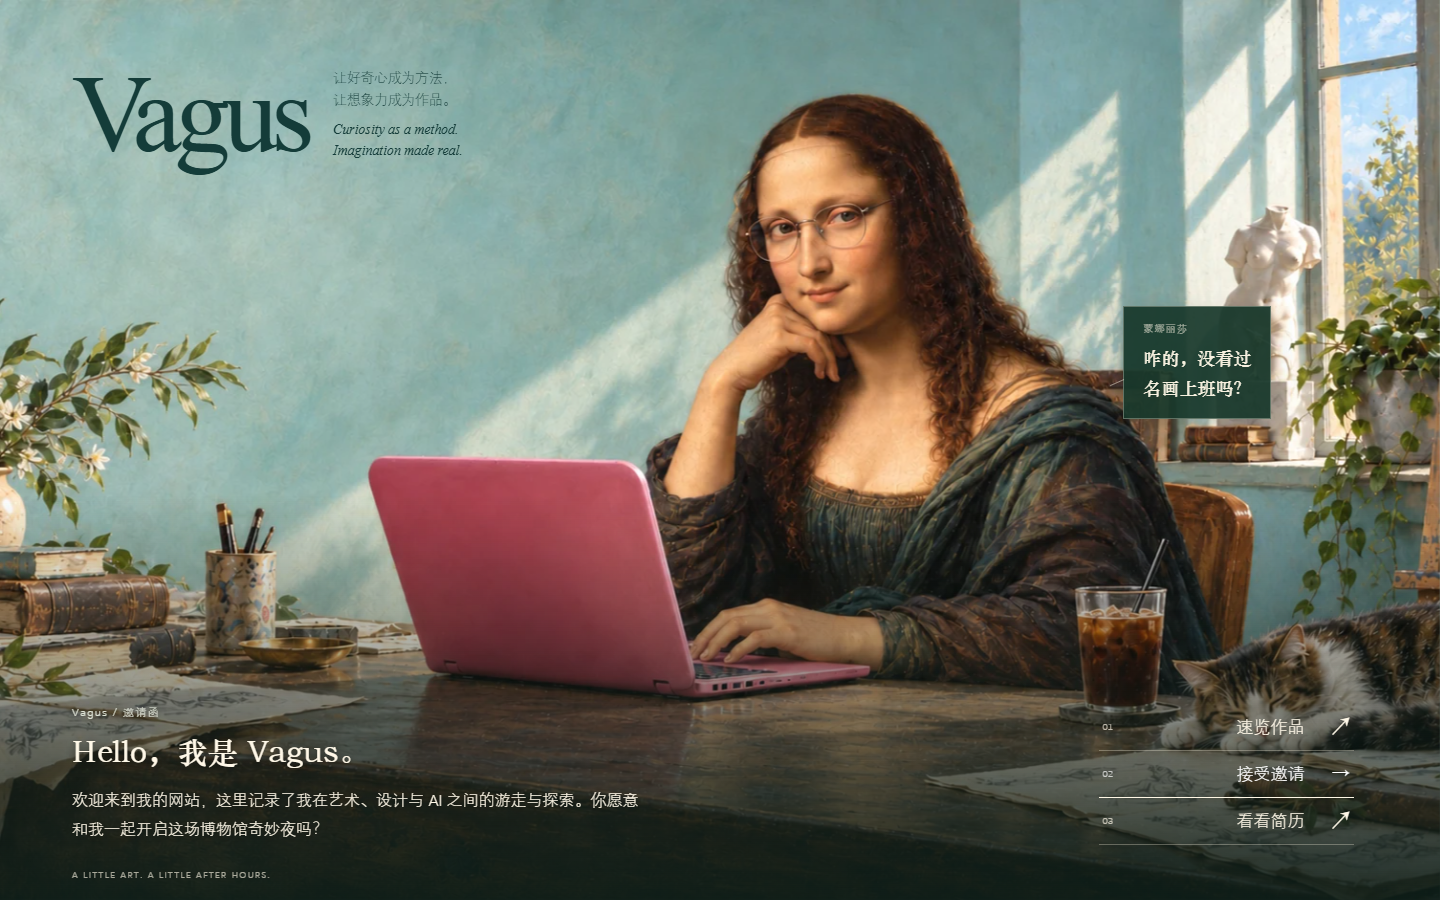 Vagus
让好奇心成为方法，
让想象力成为作品。
Curiosity as a method.
Imagination made real.
蒙娜丽莎
咋的，没看过
名画上班吗？
Vagus / 邀请函
Hello，我是 Vagus。
欢迎来到我的网站，这里记录了我在艺术、设计与 AI 之间的游走与探索。你愿意
和我一起开启这场博物馆奇妙夜吗？
A LITTLE ART. A LITTLE AFTER HOURS.
01 速览作品 ↗
02 接受邀请 →
03 看看简历 ↗